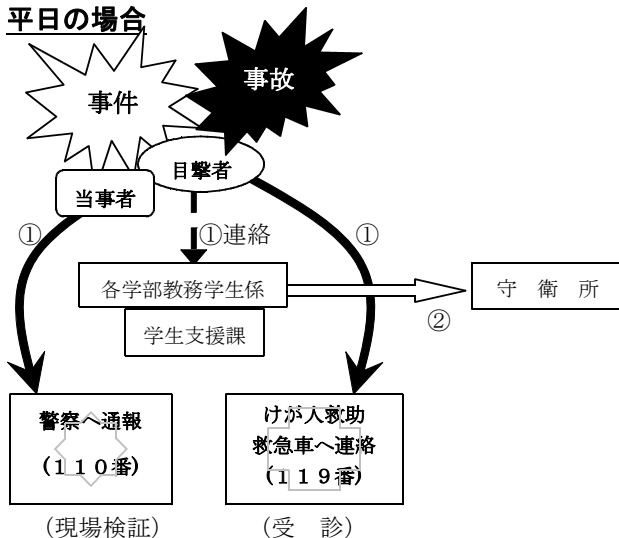 平日の場合
事件
事故
目撃者
当事者
①
①連絡
①
各学部教務学生係
守　衛　所
②
学生支援課
警察へ通報
（１１０番）
けが人救助
救急車へ連絡
（１１９番）
（現場検証）
（受　診）